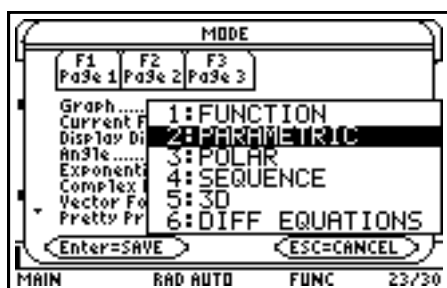 MODE
F1 F2 F3
Page 1 Page 2 Page 3
Graph.....
Current F
Display Di
Angle.....
Exponenti
Complex
Vector Fo
Pretty Pr
1:FUNCTION
2:PARAMETRIC
3:POLAR
4:SEQUENCE
5:3D
6:DIFF EQUATIONS
Enter=SAVE ESC=CANCEL
MAIN RAD AUTO FUNC 23/30